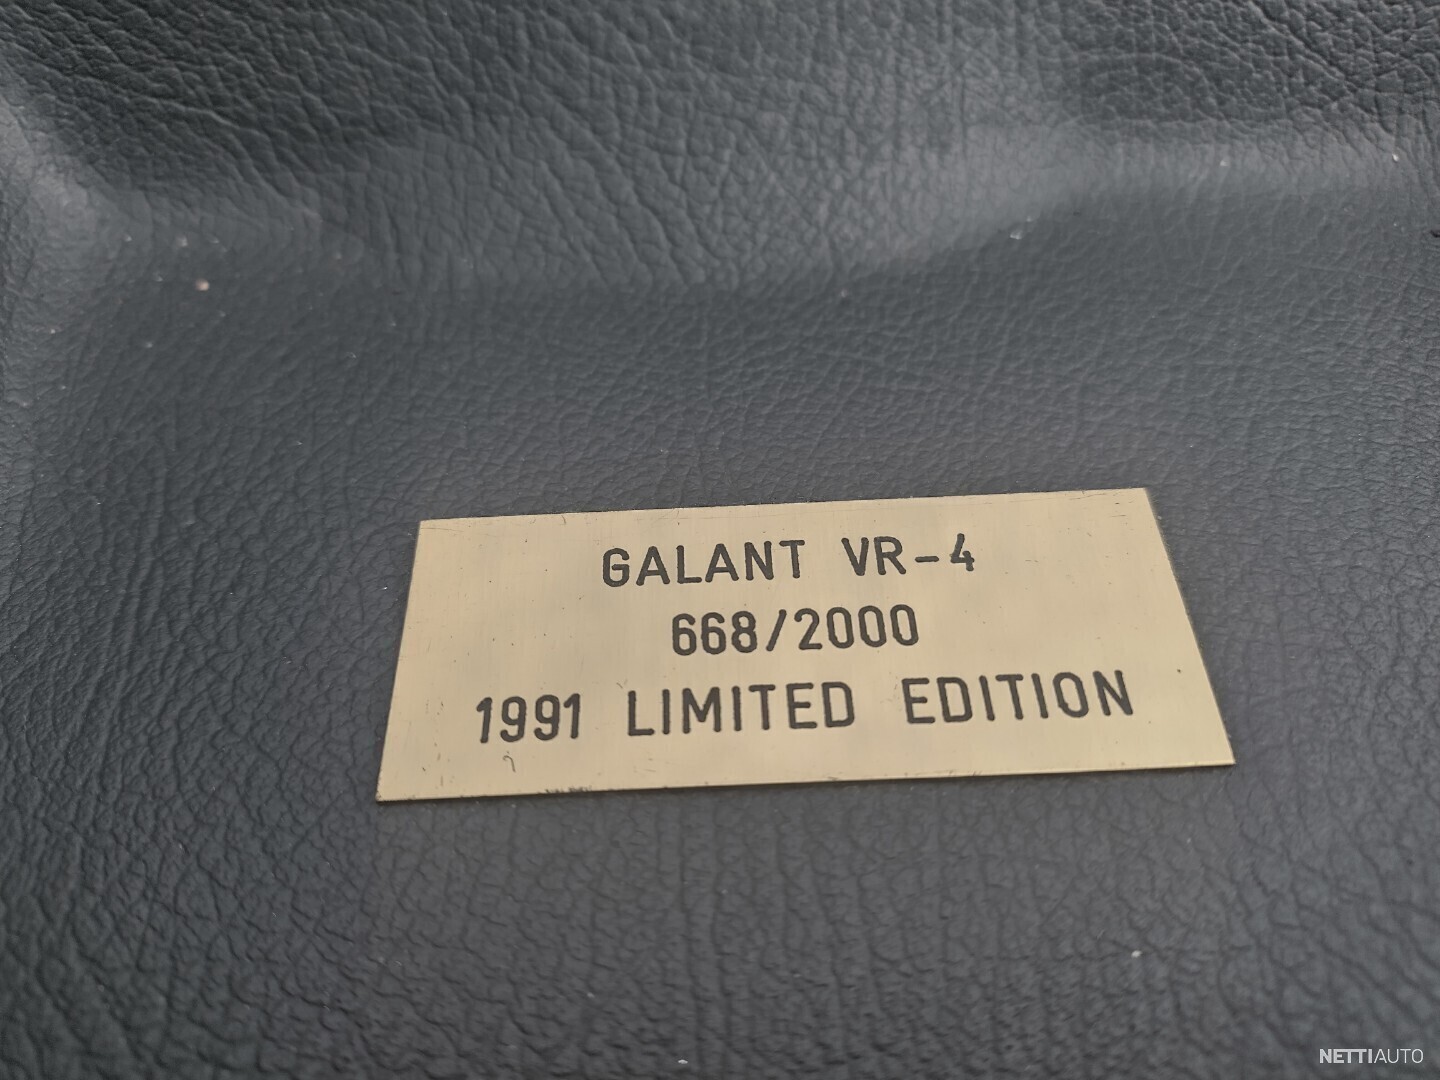 GALANT VR-4
668/2000
1991 LIMITED EDITION
NETTIAUTO